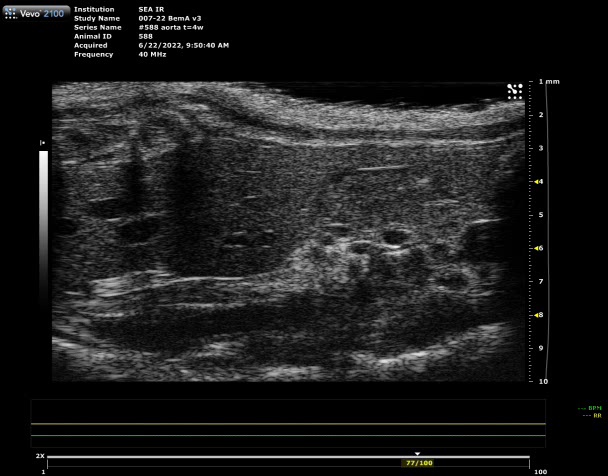 Vevo 2100
Institution SEA IR
Study Name 007-22 BemA v3
Series Name #588 aorta t=4w
Animal ID 588
Acquired 6/22/2022, 9:50:40 AM
Frequency 40 MHz
1 mm
2
3
4
5
6
7
8
9
10
--- BPM
--- RR
2X
77/100
1 100